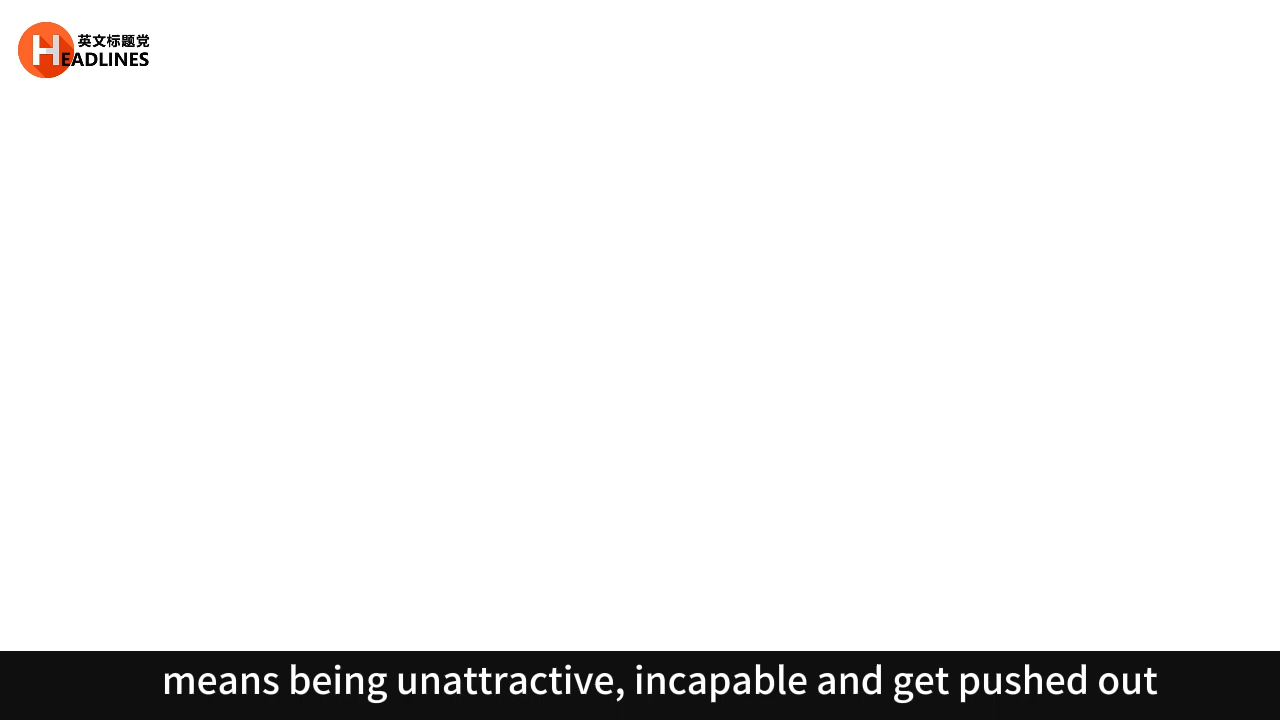 英文标题党
HEADLINES
means being unattractive, incapable and get pushed out